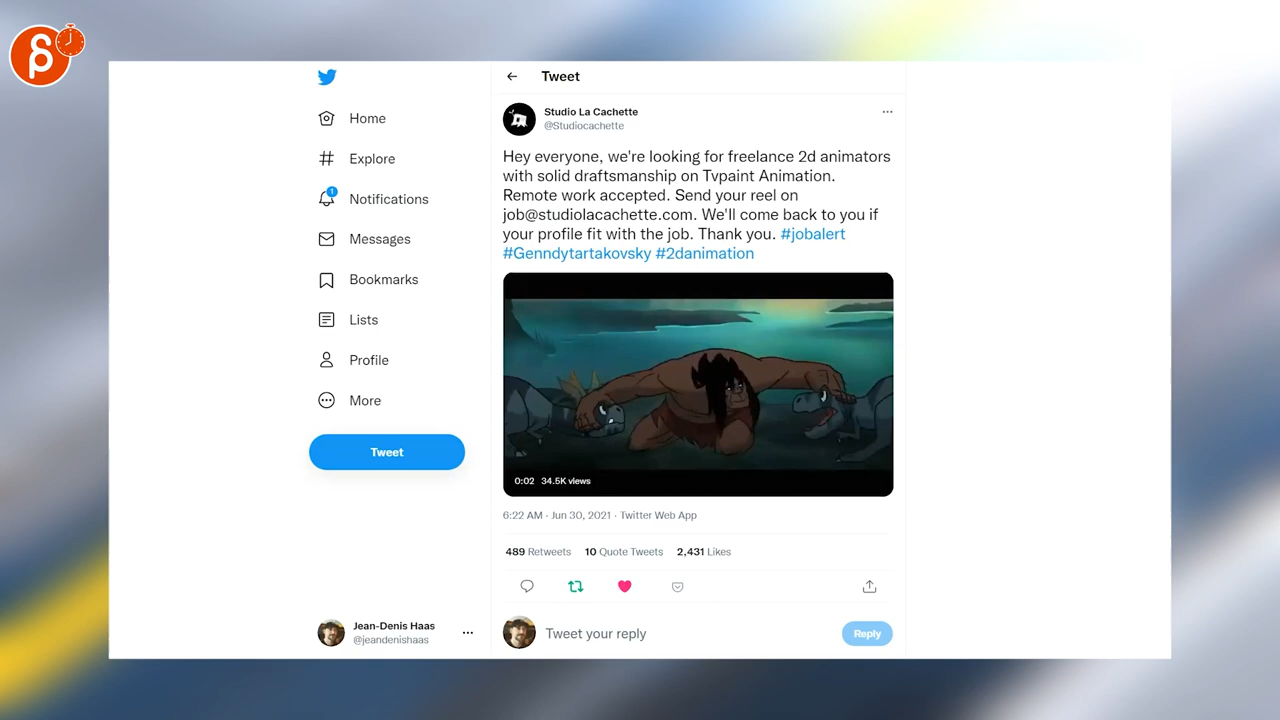 Tweet
Home
Explore
1
Notifications
Messages
Bookmarks
Lists
Profile
More
Tweet
Studio La Cachette
@Studiocachette
Hey everyone, we're looking for freelance 2d animators
with solid draftsmanship on Tvpaint Animation.
Remote work accepted. Send your reel on
job@studiolacachette.com. We'll come back to you if
your profile fit with the job. Thank you. #jobalert
#Genndytartakovsky #2danimation
0:02 34.5K views
6:22 AM · Jun 30, 2021 · Twitter Web App
489 Retweets 10 Quote Tweets 2,431 Likes
Jean-Denis Haas
@jeandenishaas
Tweet your reply
Reply